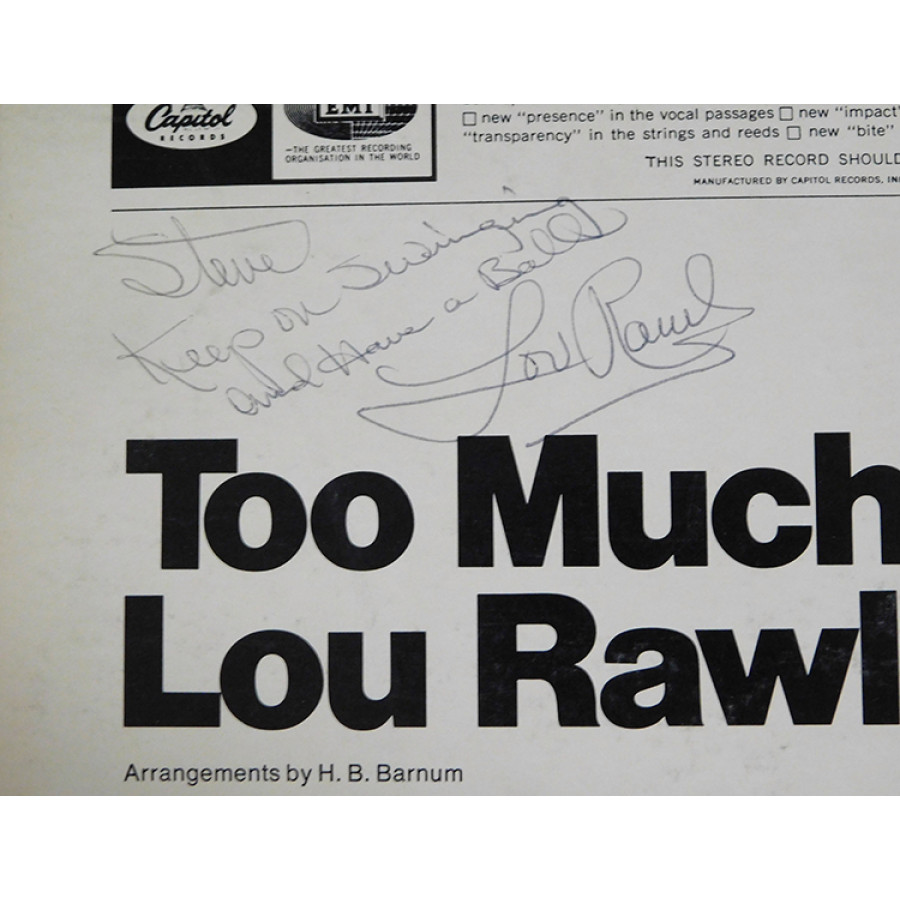 Capitol
RECORDS
EMI
—THE GREATEST RECORDING
ORGANISATION IN THE WORLD
☐ new "presence" in the vocal passages ☐ new "impact"
"transparency" in the strings and reeds ☐ new "bite"
THIS STEREO RECORD SHOULD
MANUFACTURED BY CAPITOL RECORDS, IN
Steve
Keep on Swinging
and Have a Ball
Lou Rawls
Too Much
Lou Rawl
Arrangements by H. B. Barnum